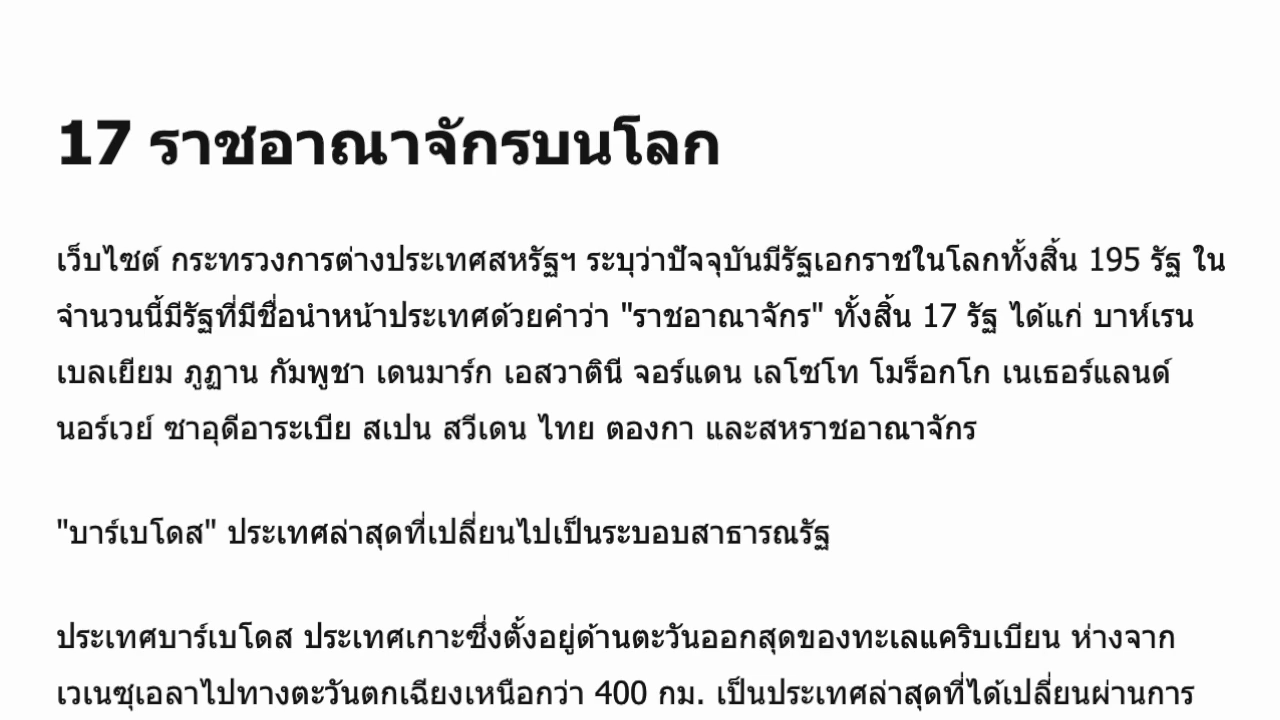 17 ราชอาณาจักรบนโลก
เว็บไซต์ กระทรวงการต่างประเทศสหรัฐฯ ระบุว่าปัจจุบันมีรัฐเอกราชในโลกทั้งสิ้น 195 รัฐ ใน
จำนวนนี้มีรัฐที่มีชื่อนำหน้าประเทศด้วยคำว่า "ราชอาณาจักร" ทั้งสิ้น 17 รัฐ ได้แก่ บาห์เรน
เบลเยียม ภูฏาน กัมพูชา เดนมาร์ก เอสวาตินี จอร์แดน เลโซโท โมร็อกโก เนเธอร์แลนด์
นอร์เวย์ ซาอุดีอาระเบีย สเปน สวีเดน ไทย ตองกา และสหราชอาณาจักร
"บาร์เบโดส" ประเทศล่าสุดที่เปลี่ยนไปเป็นระบอบสาธารณรัฐ
ประเทศบาร์เบโดส ประเทศเกาะซึ่งตั้งอยู่ด้านตะวันออกสุดของทะเลแคริบเบียน ห่างจาก
เวเนซุเอลาไปทางตะวันตกเฉียงเหนือกว่า 400 กม. เป็นประเทศล่าสุดที่ได้เปลี่ยนผ่านการ